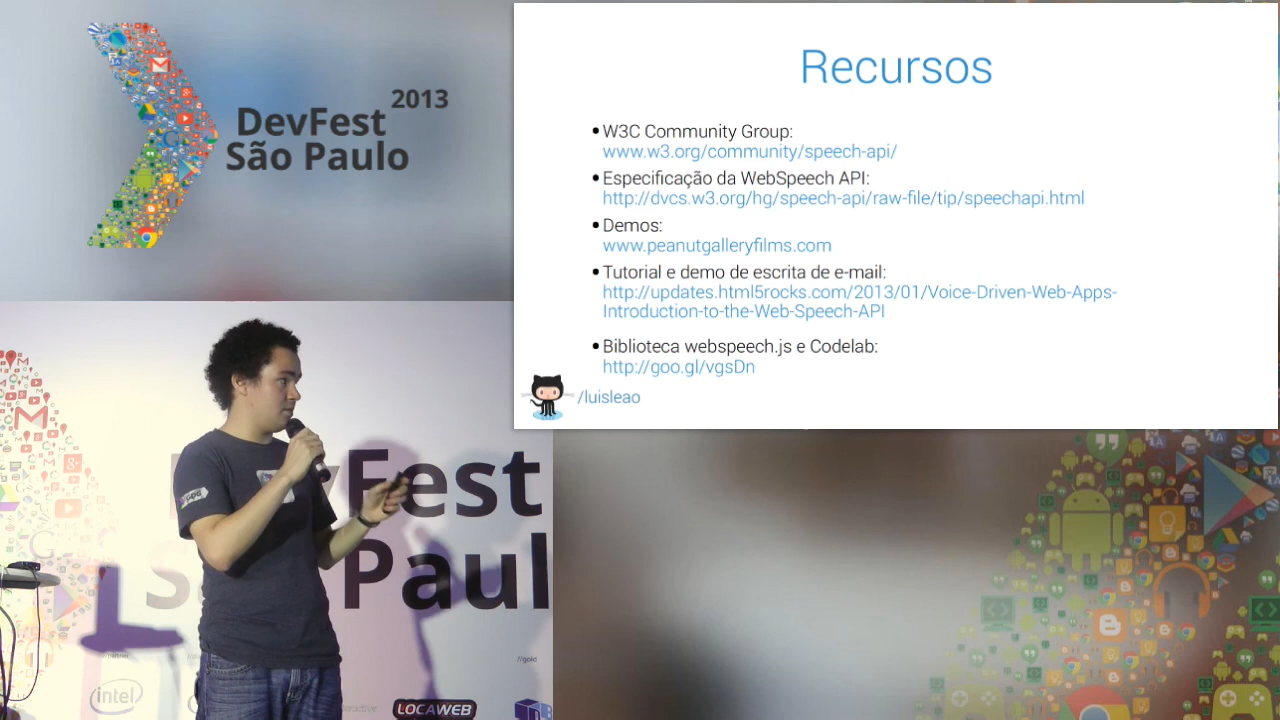 2013
DevFest
São Paulo
Recursos
• W3C Community Group:
www.w3.org/community/speech-api/
• Especificação da WebSpeech API:
http://dvcs.w3.org/hg/speech-api/raw-file/tip/speechapi.html
• Demos:
www.peanutgalleryfilms.com
• Tutorial e demo de escrita de e-mail:
http://updates.html5rocks.com/2013/01/Voice-Driven-Web-Apps-
Introduction-to-the-Web-Speech-API
• Biblioteca webspeech.js e Codelab:
http://goo.gl/vgsDn
/luisleao
Fest
S Paul
//gold
intel
LOCAWEB